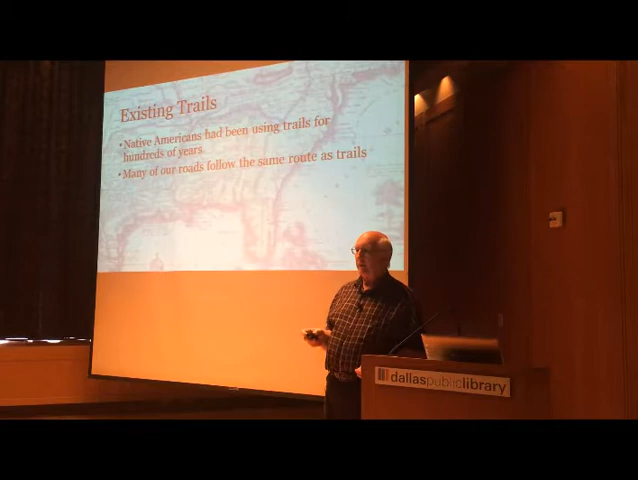 Existing Trails
•Native Americans had been using trails for
hundreds of years.
•Many of our roads follow the same route as trails
dallaspubliclibrary